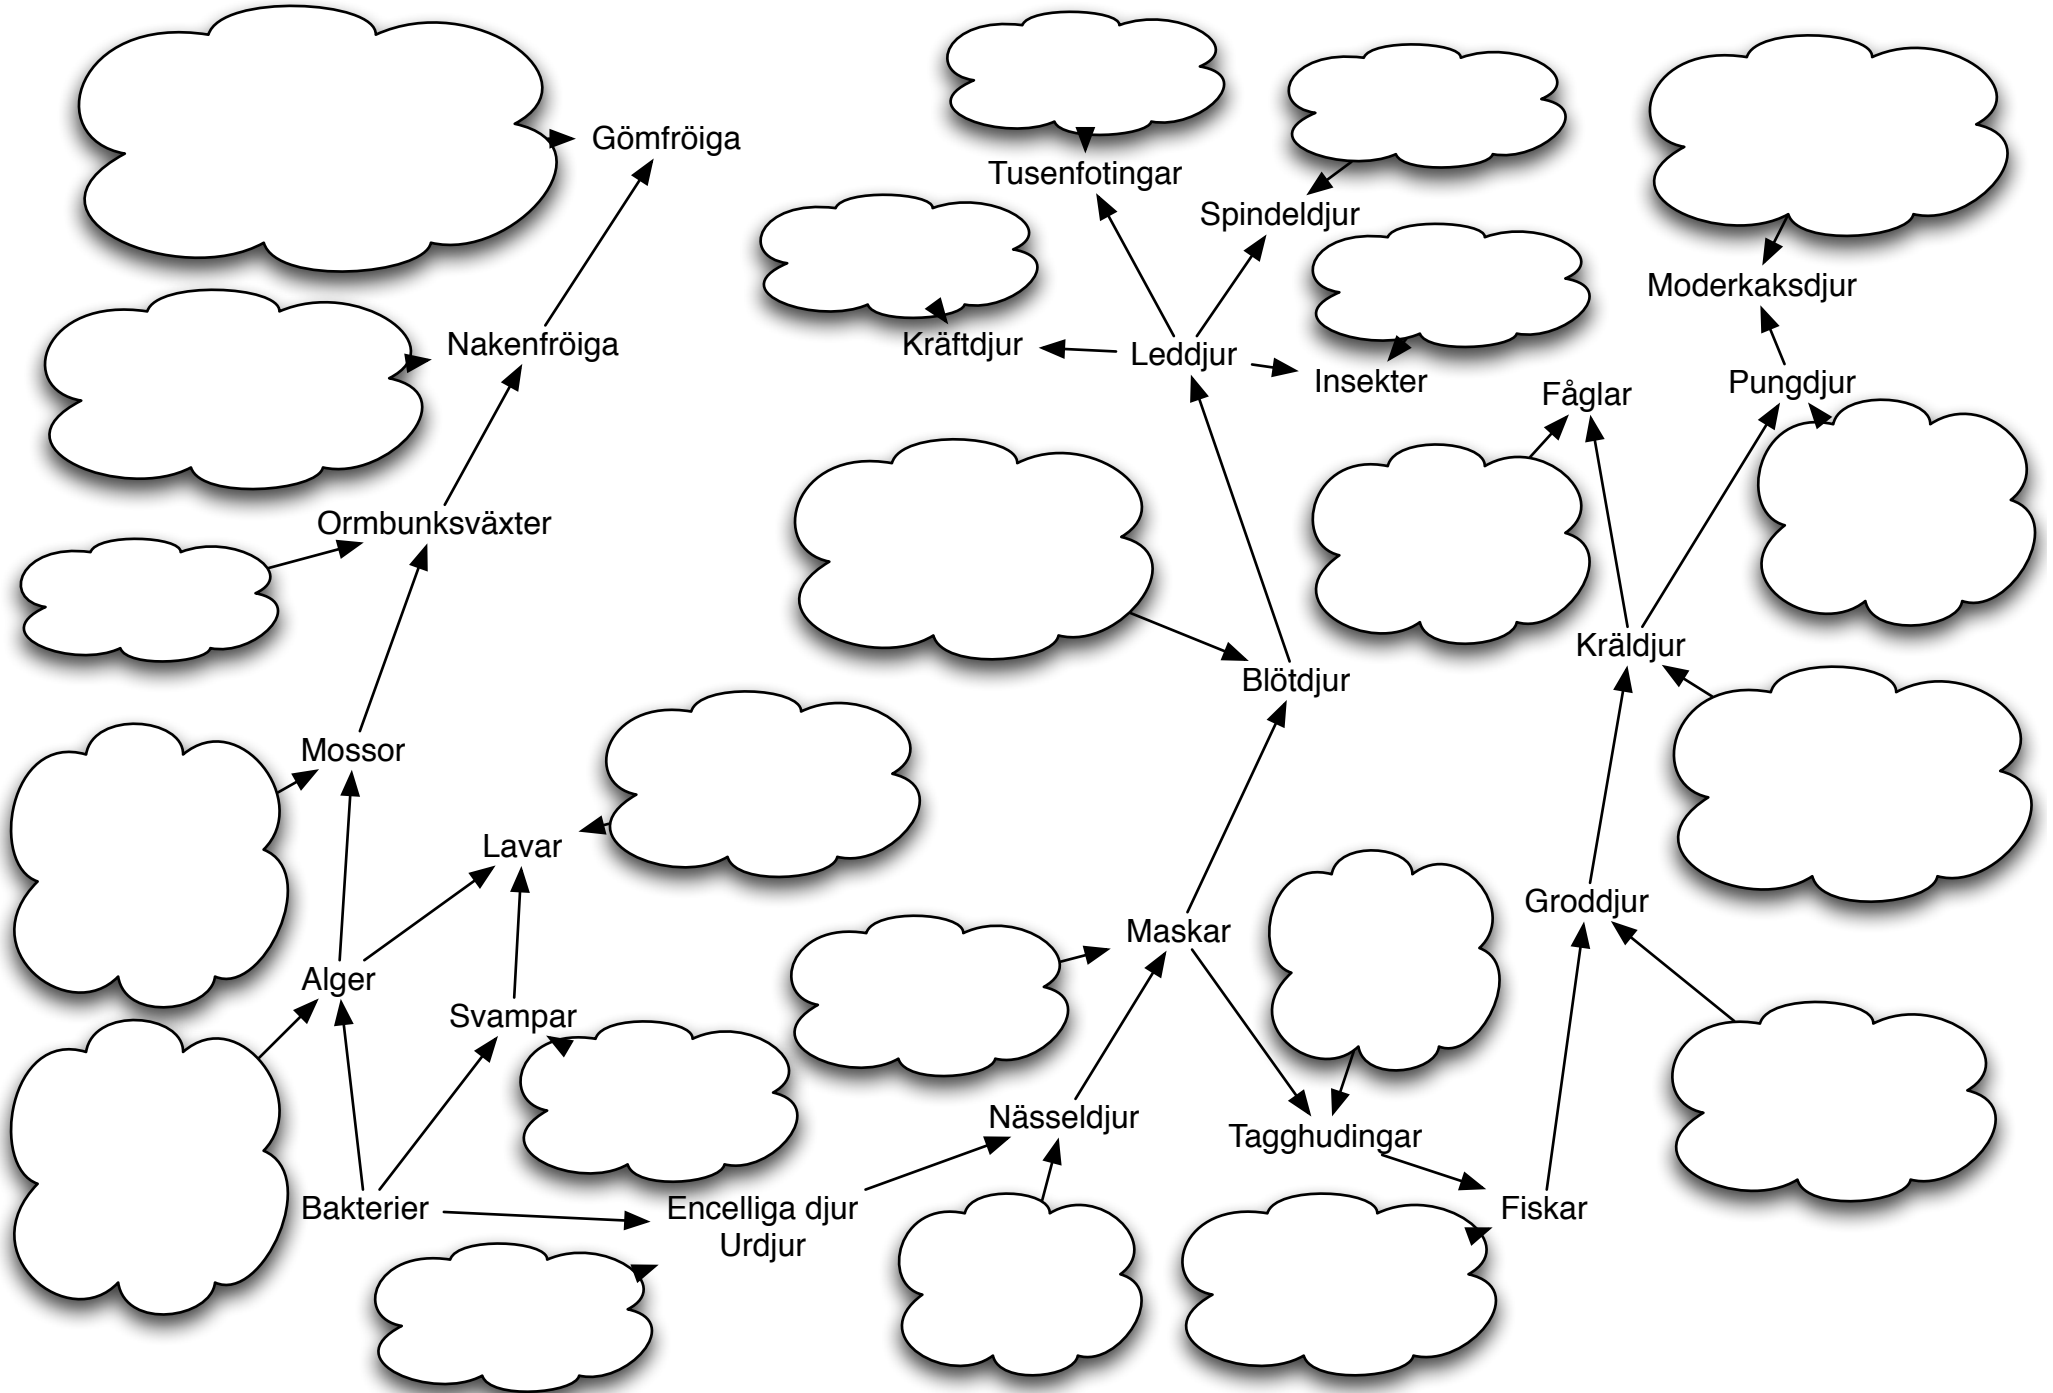 Gömfröiga
Tusenfotingar
Spindeldjur
Moderkaksdjur
Nakenfröiga
Kräftdjur
Leddjur
Insekter
Fåglar
Pungdjur
Ormbunksväxter
Kräldjur
Blötdjur
Mossor
Lavar
Groddjur
Maskar
Alger
Svampar
Nässeldjur
Tagghudingar
Bakterier
Encelliga djur
Urdjur
Fiskar